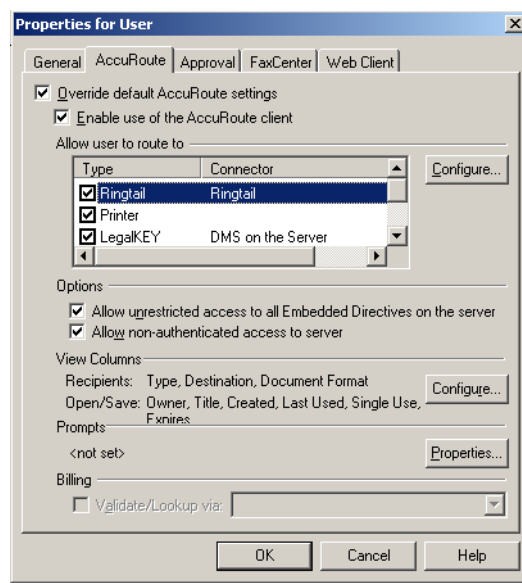 Properties for User
General AccuRoute Approval FaxCenter Web Client
Override default AccuRoute settings
Enable use of the AccuRoute client
Allow user to route to
Type Connector Configure...
Ringtail Ringtail
Printer
LegalKEY DMS on the Server
Options
Allow unrestricted access to all Embedded Directives on the server
Allow non-authenticated access to server
View Columns
Recipients: Type, Destination, Document Format
Configure...
Open/Save: Owner, Title, Created, Last Used, Single Use,
Expires
Prompts
<not set> Properties...
Billing
Validate/Lookup via:
OK Cancel Help